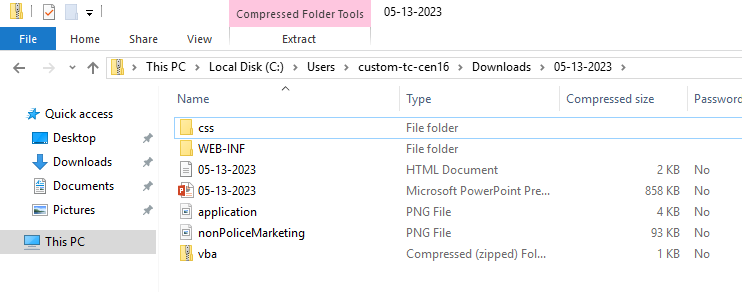 Compressed Folder Tools 05-13-2023
File Home Share View Extract
This PC Local Disk (C:) Users custom-tc-cen16 Downloads 05-13-2023
Name Type Compressed size Password
Quick access
Desktop
Downloads
Documents
Pictures
This PC
css File folder
WEB-INF File folder
05-13-2023 HTML Document 2 KB No
05-13-2023 Microsoft PowerPoint Pre... 858 KB No
application PNG File 4 KB No
nonPoliceMarketing PNG File 93 KB No
vba Compressed (zipped) Fol... 1 KB No